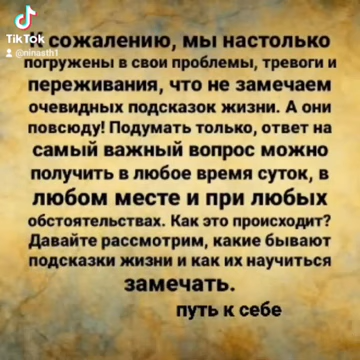 TikTok
@ninasth1
сожалению, мы настолько
погружены в свои проблемы, тревоги и
переживания, что не замечаем
очевидных подсказок жизни. А они
повсюду! Подумать только, ответ на
самый важный вопрос можно
получить в любое время суток, в
любом месте и при любых
обстоятельствах. Как это происходит?
Давайте рассмотрим, какие бывают
подсказки жизни и как их научиться
замечать.
путь к себе